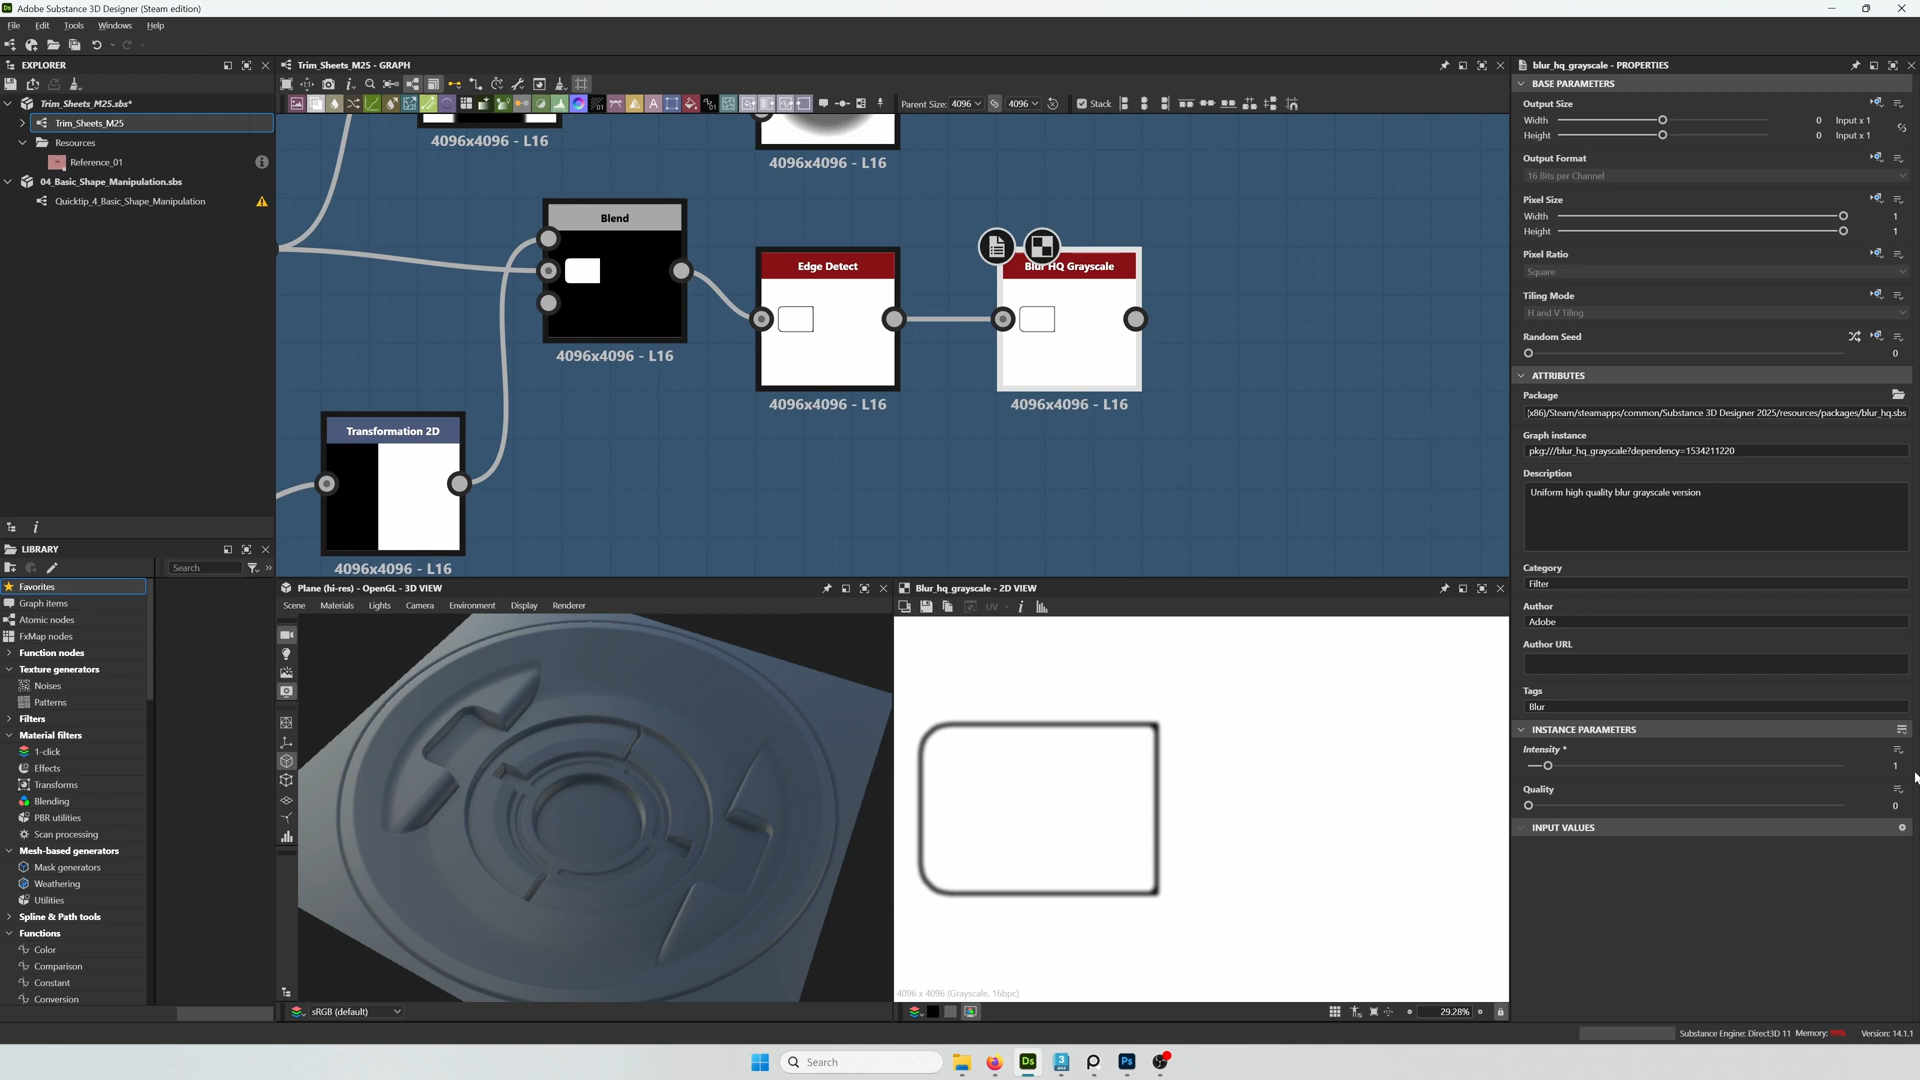 Adobe Substance 3D Designer (Steam edition)
File Edit Tools Windows Help
EXPLORER
Trim_Sheets_M25.sbs*
Trim_Sheets_M25
Resources
Reference_01
04_Basic_Shape_Manipulation.sbs
Quicktip_4_Basic_Shape_Manipulation
LIBRARY
Search
Favorites
Graph items
Atomic nodes
FxMap nodes
Function nodes
Texture generators
Noises
Patterns
Filters
Material filters
1-click
Effects
Transforms
Blending
PBR utilities
Scan processing
Mesh-based generators
Mask generators
Weathering
Utilities
Spline & Path tools
Functions
Color
Comparison
Constant
Conversion
Trim_Sheets_M25 - GRAPH
Parent Size: 4096 4096 Stack
4096x4096 - L16
4096x4096 - L16
Blend
4096x4096 - L16
Edge Detect
4096x4096 - L16
Blur HQ Grayscale
4096x4096 - L16
Transformation 2D
4096x4096 - L16
Plane (hi-res) - OpenGL - 3D VIEW
Scene Materials Lights Camera Environment Display Renderer
sRGB (default)
Blur_hq_grayscale - 2D VIEW
UV
4096 x 4096 (Grayscale, 16bpc)
29.28%
blur_hq_grayscale - PROPERTIES
BASE PARAMETERS
Output Size
Width 0 Input x 1
Height 0 Input x 1
Output Format
16 Bits per Channel
Pixel Size
Width 1
Height 1
Pixel Ratio
Square
Tiling Mode
H and V Tiling
Random Seed
0
ATTRIBUTES
Package
(x86)/Steam/steamapps/common/Substance 3D Designer 2025/resources/packages/blur_hq.sbs
Graph instance
pkg:///blur_hq_grayscale?dependency=1534211220
Description
Uniform high quality blur grayscale version
Category
Filter
Author
Adobe
Author URL
Tags
Blur
INSTANCE PARAMETERS
Intensity *
1
Quality
0
INPUT VALUES
Substance Engine: Direct3D 11 Memory: Version: 14.1.1
Search